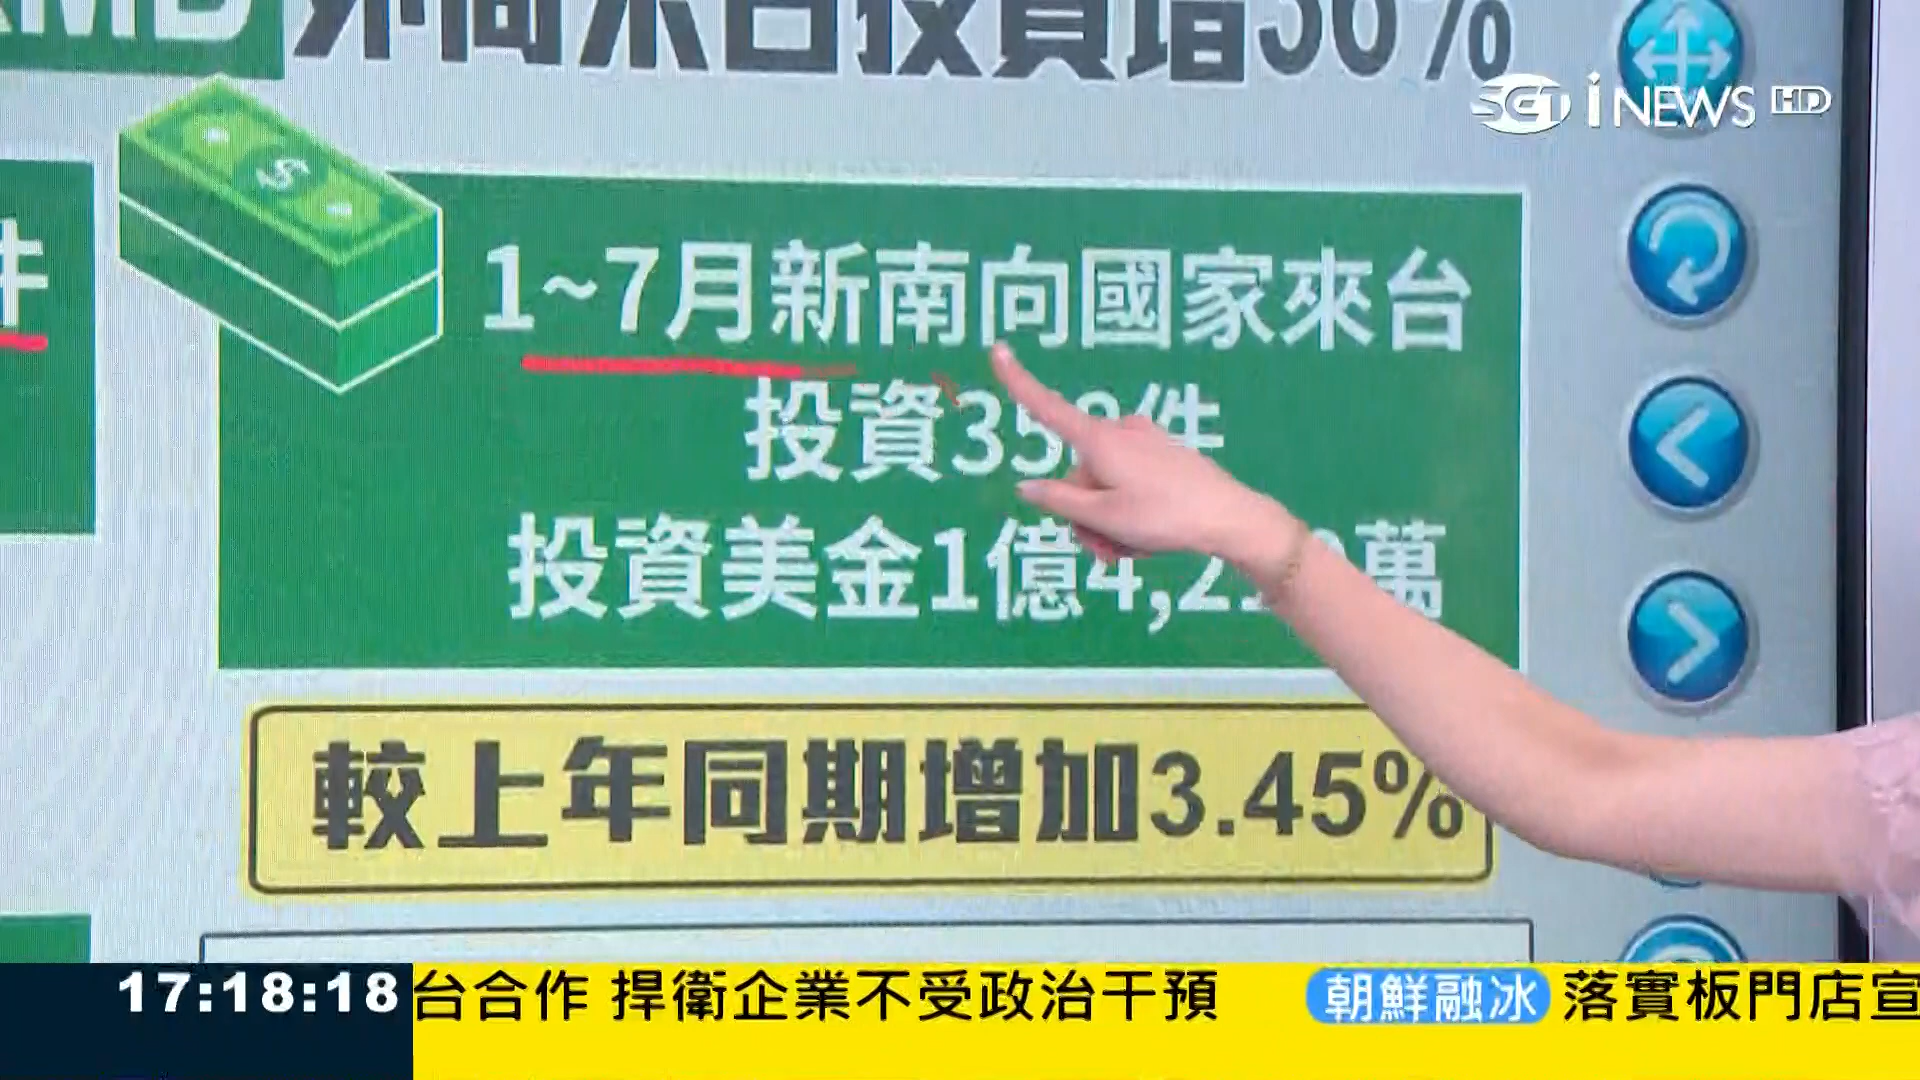 SET iNEWS HD
件
1~7月新南向國家來台
投資35件
投資美金1億4,2萬
較上年同期增加3.45%
17:18:18
台合作 捍衛企業不受政治干預
朝鮮融冰 落實板門店宣